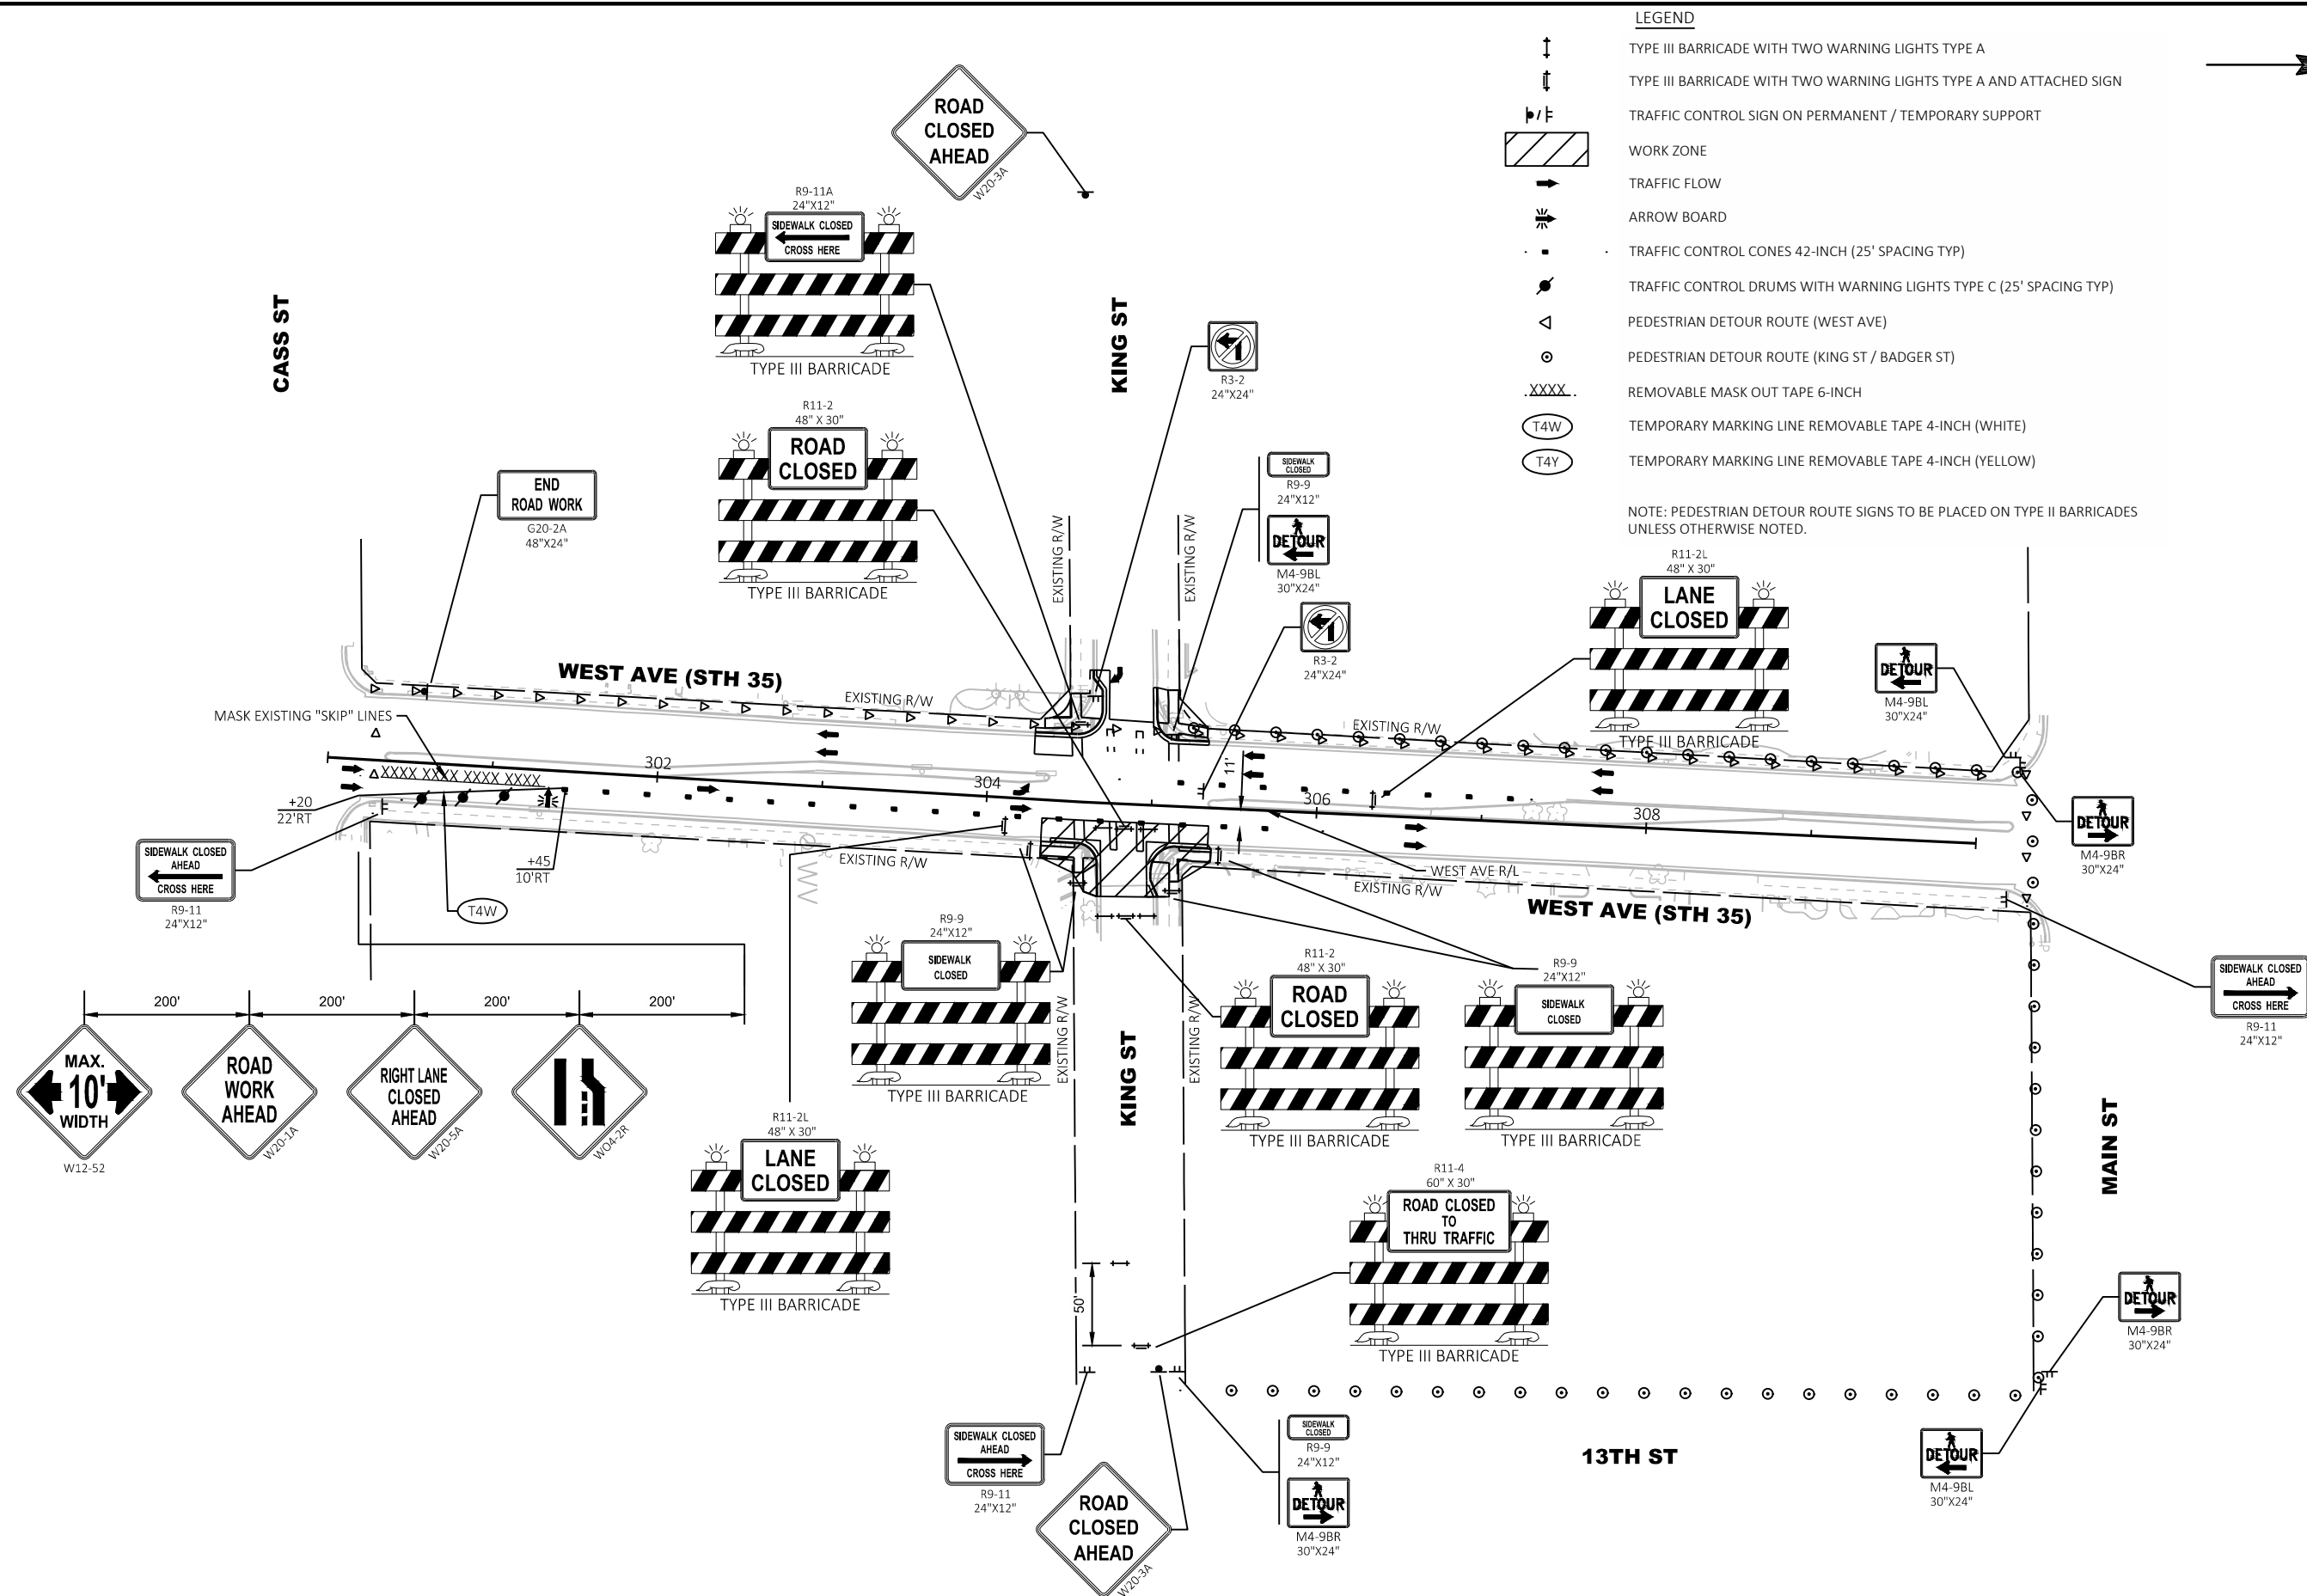 LEGEND
TYPE III BARRICADE WITH TWO WARNING LIGHTS TYPE A
TYPE III BARRICADE WITH TWO WARNING LIGHTS TYPE A AND ATTACHED SIGN
TRAFFIC CONTROL SIGN ON PERMANENT / TEMPORARY SUPPORT
WORK ZONE
TRAFFIC FLOW
ARROW BOARD
TRAFFIC CONTROL CONES 42-INCH (25' SPACING TYP)
TRAFFIC CONTROL DRUMS WITH WARNING LIGHTS TYPE C (25' SPACING TYP)
PEDESTRIAN DETOUR ROUTE (WEST AVE)
PEDESTRIAN DETOUR ROUTE (KING ST / BADGER ST)
XXXX REMOVABLE MASK OUT TAPE 6-INCH
T4W TEMPORARY MARKING LINE REMOVABLE TAPE 4-INCH (WHITE)
T4Y TEMPORARY MARKING LINE REMOVABLE TAPE 4-INCH (YELLOW)
NOTE: PEDESTRIAN DETOUR ROUTE SIGNS TO BE PLACED ON TYPE II BARRICADES
UNLESS OTHERWISE NOTED.
ROAD
CLOSED
AHEAD
W20-3A
R9-11A
24"X12"
SIDEWALK CLOSED
CROSS HERE
TYPE III BARRICADE
CASS ST
KING ST
R3-2
24"X24"
R11-2
48" X 30"
ROAD
CLOSED
TYPE III BARRICADE
END
ROAD WORK
G20-2A
48"X24"
SIDEWALK
CLOSED
R9-9
24"X12"
DETOUR
M4-9BL
30"X24"
EXISTING R/W
EXISTING R/W
R3-2
24"X24"
R11-2L
48" X 30"
LANE
CLOSED
TYPE III BARRICADE
DETOUR
M4-9BL
30"X24"
WEST AVE (STH 35)
EXISTING R/W
EXISTING R/W
MASK EXISTING "SKIP" LINES
XXXX XXXX XXXX XXXX
302
304
306
308
11'
+20
22'RT
+45
10'RT
T4W
SIDEWALK CLOSED
AHEAD
CROSS HERE
R9-11
24"X12"
EXISTING R/W
WEST AVE R/L
EXISTING R/W
WEST AVE (STH 35)
DETOUR
M4-9BR
30"X24"
SIDEWALK CLOSED
AHEAD
CROSS HERE
R9-11
24"X12"
200'
200'
200'
200'
MAX.
10'
WIDTH
W12-52
ROAD
WORK
AHEAD
W20-1A
RIGHT LANE
CLOSED
AHEAD
W20-5A
WO4-2R
R9-9
24"X12"
SIDEWALK
CLOSED
TYPE III BARRICADE
R11-2L
48" X 30"
LANE
CLOSED
TYPE III BARRICADE
EXISTING R/W
KING ST
EXISTING R/W
R11-2
48" X 30"
ROAD
CLOSED
TYPE III BARRICADE
R9-9
24"X12"
SIDEWALK
CLOSED
TYPE III BARRICADE
R11-4
60" X 30"
ROAD CLOSED
TO
THRU TRAFFIC
TYPE III BARRICADE
50'
MAIN ST
DETOUR
M4-9BR
30"X24"
SIDEWALK CLOSED
AHEAD
CROSS HERE
R9-11
24"X12"
ROAD
CLOSED
AHEAD
W20-3A
SIDEWALK
CLOSED
R9-9
24"X12"
DETOUR
M4-9BR
30"X24"
13TH ST
DETOUR
M4-9BL
30"X24"